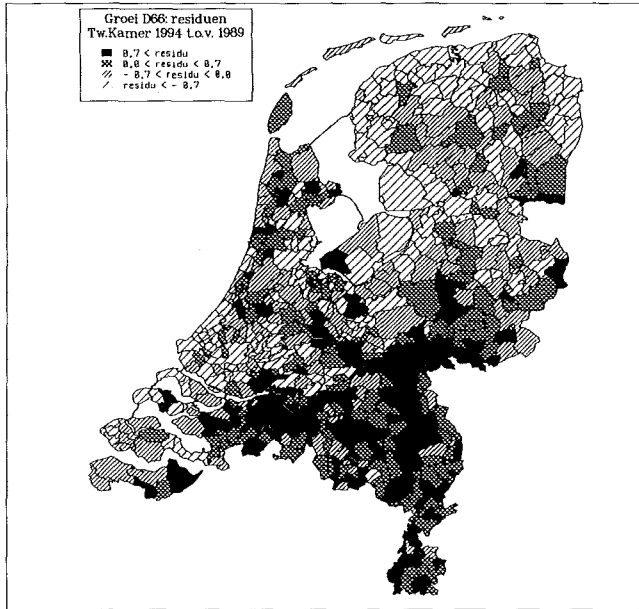 Groei D66: residuen
Tw.Kamer 1994 t.o.v. 1989
0,7 < residu
0,0 < residu < 0,7
- 0,7 < residu < 0,0
residu < - 0,7